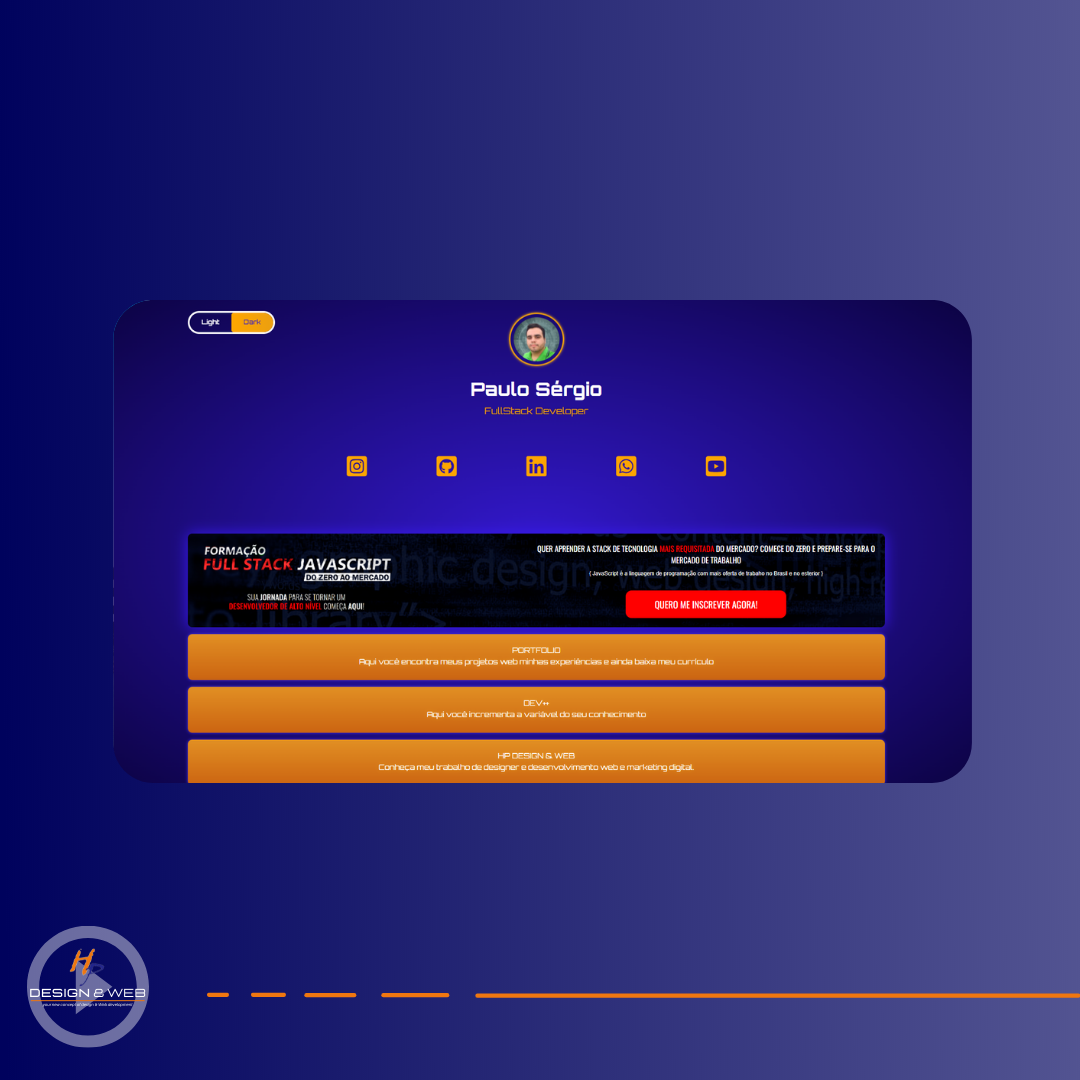 Light Dark
Paulo Sérgio
FullStack Developer
FORMAÇÃO
FULL STACK JAVASCRIPT
DO ZERO AO MERCADO
SUA JORNADA PARA SE TORNAR UM
DESENVOLVEDOR DE ALTO NÍVEL COMEÇA AQUI!
QUER APRENDER A STACK DE TECNOLOGIA MAIS REQUISITADA DO MERCADO? COMECE DO ZERO E PREPARE-SE PARA O
MERCADO DE TRABALHO
( JavaScript é a linguagem de programação com mais oferta de trabaho no Brasil e no exterior )
QUERO ME INSCREVER AGORA!
PORTFOLIO
Aqui você encontra meus projetos web minhas experiências e ainda baixa meu currículo
DEV++
Aqui você incrementa a variável do seu conhecimento
HP DESIGN & WEB
Conheça meu trabalho de designer e desenvolvimento web e marketing digital.
HP
DESIGN & WEB